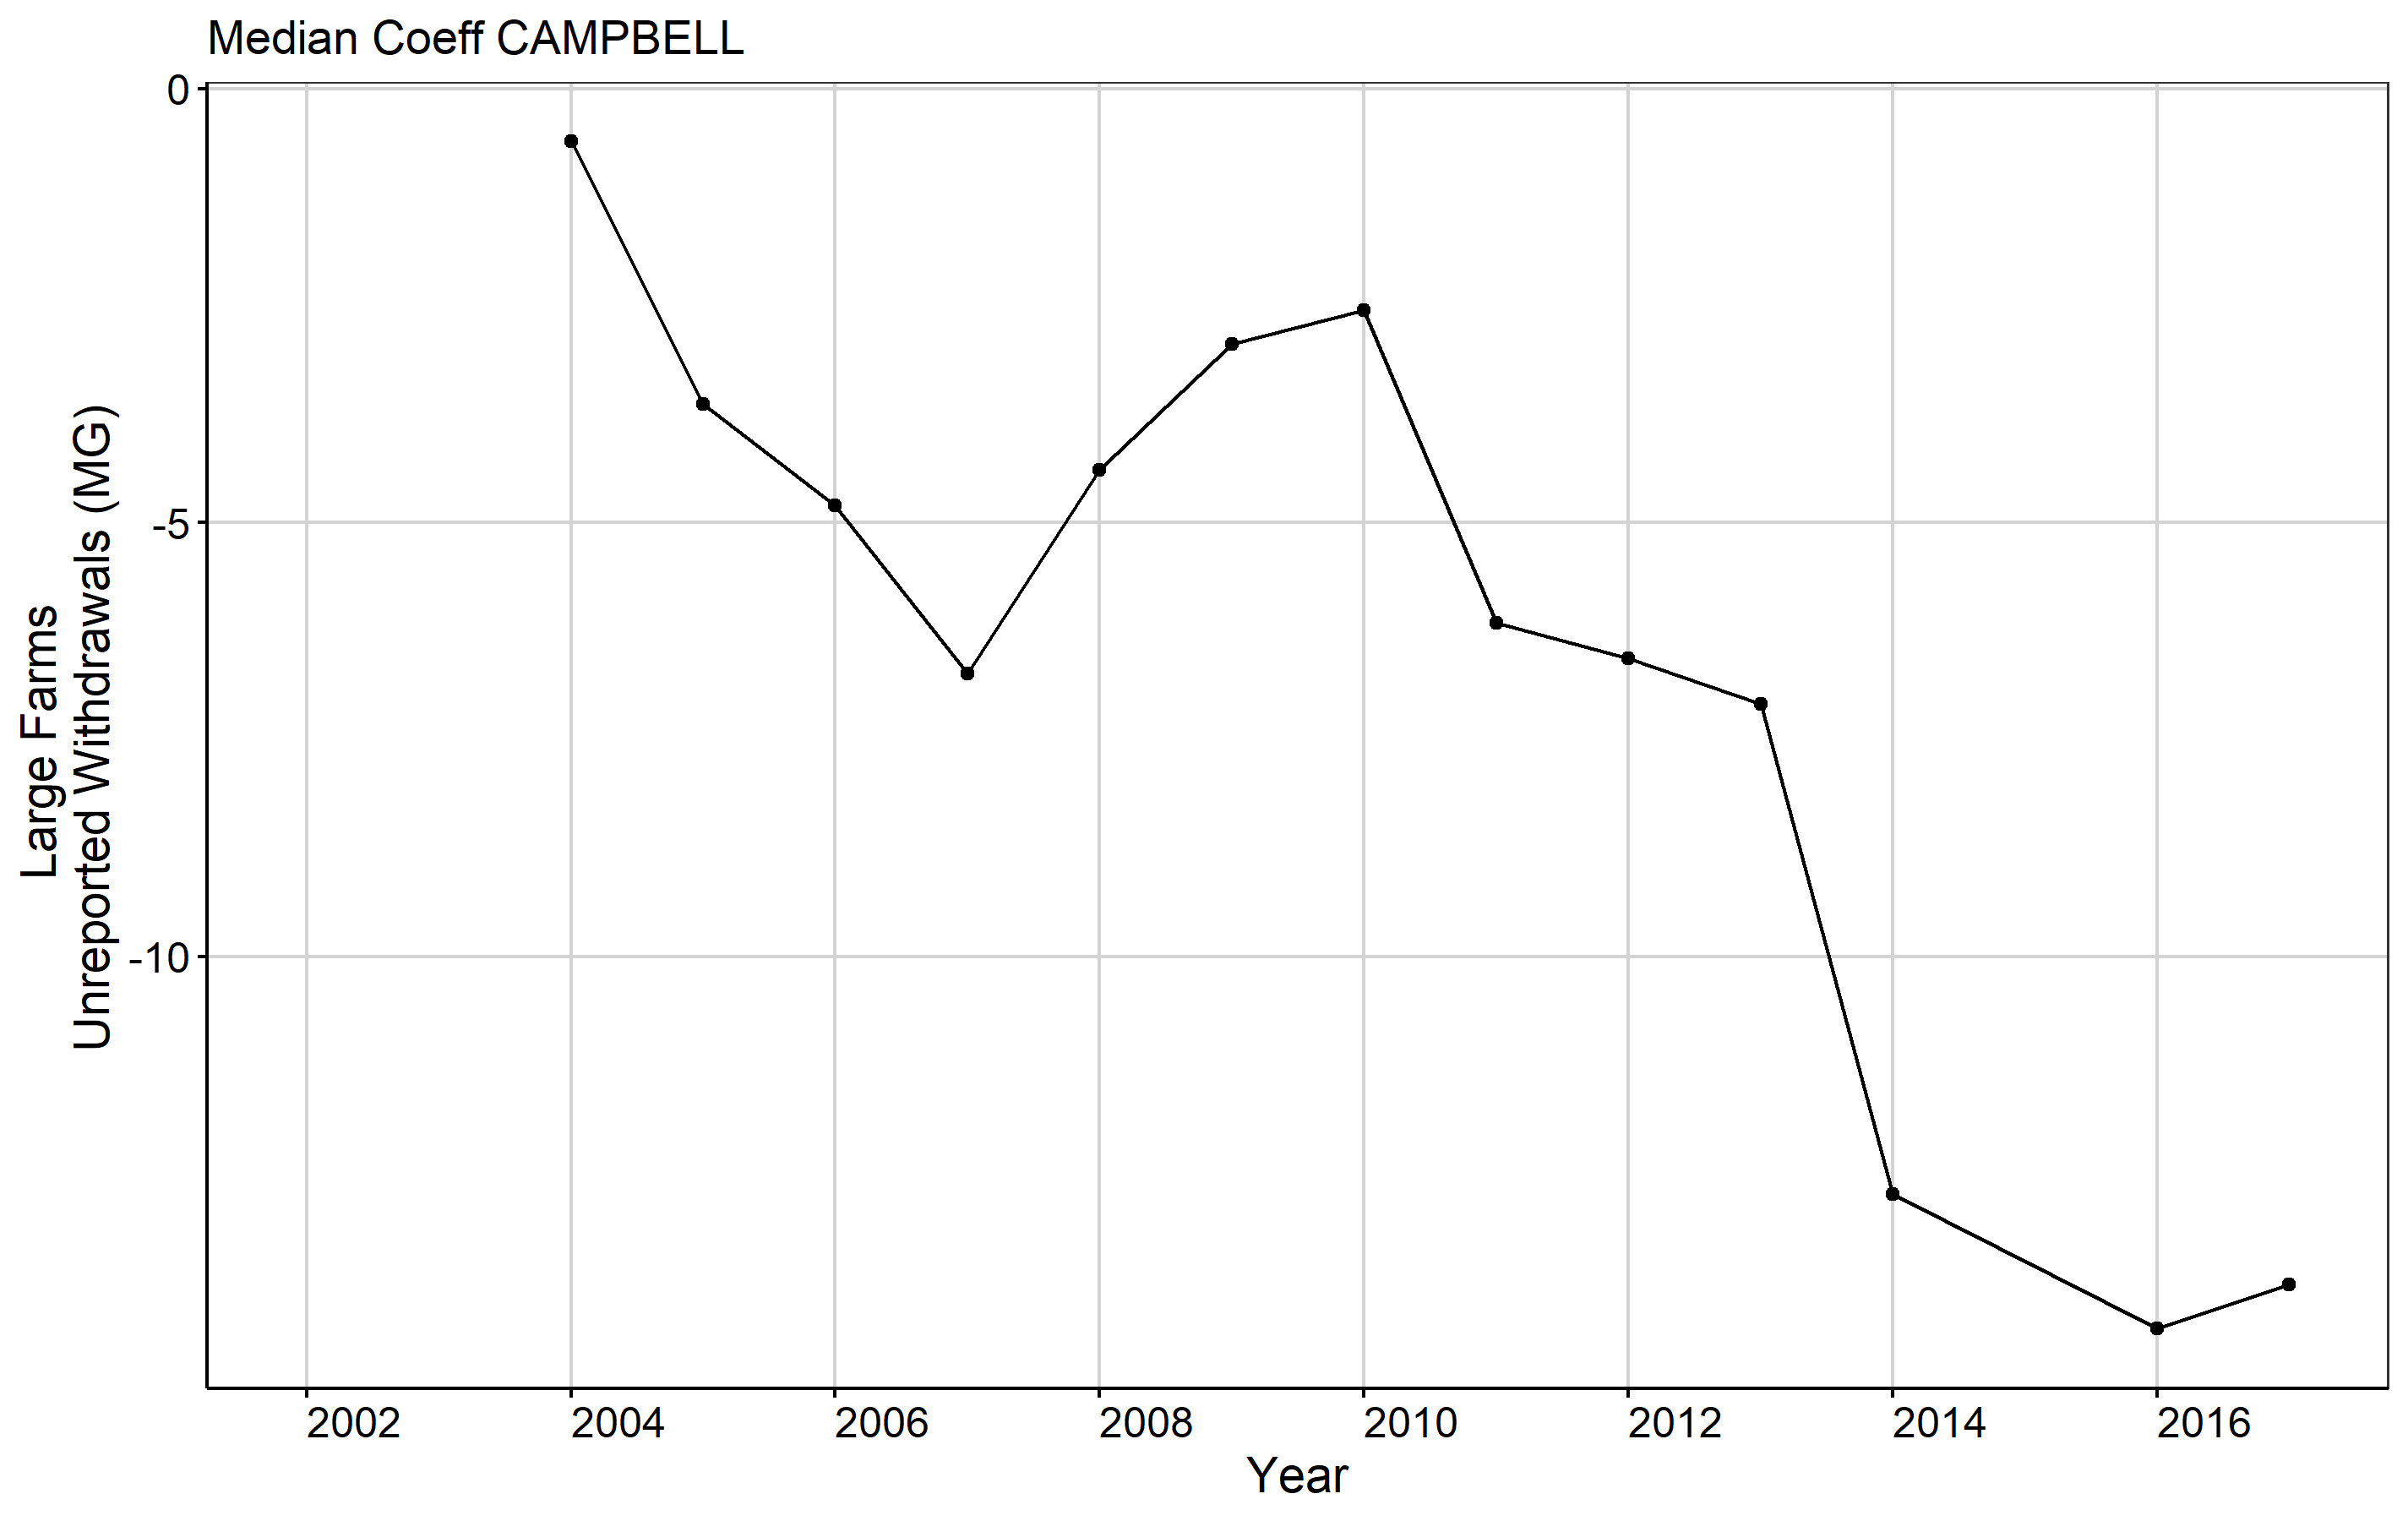 Median Coeff CAMPBELL
Large Farms
Unreported Withdrawals (MG)
0
-5
-10
2002 2004 2006 2008 2010 2012 2014 2016
Year